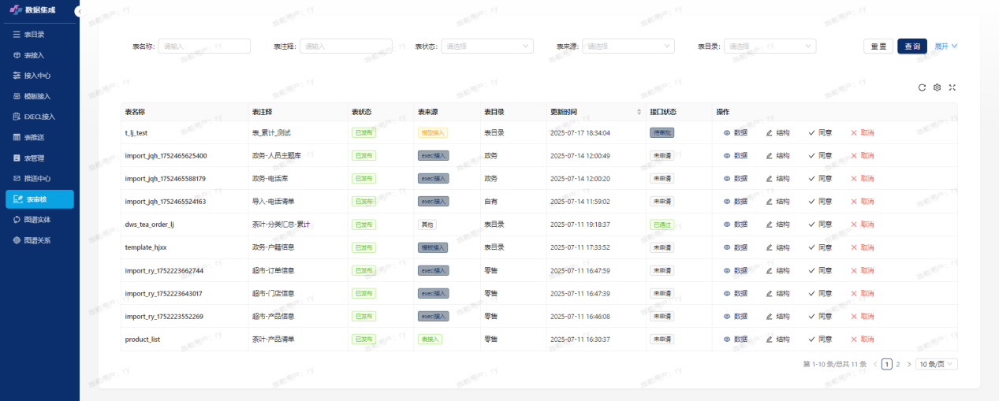 数据集成
表目录
表接入
接入中心
模板接入
EXECL接入
表推送
表管理
推送中心
表审核
图谱实体
图谱关系
表名称: 请输入 表注释: 请输入 表状态: 请选择 表来源: 请选择 表目录: 请选择 重置 查询 展开
表名称 表注释 表状态 表来源 表目录 更新时间 接口状态 操作
t_lj_test 表_累计_测试 已发布 模型接入 表目录 2025-07-17 18:34:04 待审批 数据 结构 同意 取消
import_jqh_1752465625400 政务-人员主题库 已发布 execl接入 政务 2025-07-14 12:00:49 未申请 数据 结构 同意 取消
import_jqh_1752465588179 政务-电话库 已发布 execl接入 政务 2025-07-14 12:00:20 未申请 数据 结构 同意 取消
import_jqh_1752465524163 导入-电话清单 已发布 execl接入 自有 2025-07-14 11:59:02 未申请 数据 结构 同意 取消
dws_tea_order_lj 茶叶-分类汇总-累计 已发布 其他 表目录 2025-07-11 19:18:37 已通过 数据 结构 同意 取消
template_hjxx 政务-户籍信息 已发布 模板接入 表目录 2025-07-11 17:33:52 未申请 数据 结构 同意 取消
import_ry_1752223662744 超市-订单信息 已发布 execl接入 零售 2025-07-11 16:47:59 未申请 数据 结构 同意 取消
import_ry_1752223643017 超市-门店信息 已发布 execl接入 零售 2025-07-11 16:47:39 未申请 数据 结构 同意 取消
import_ry_1752223552269 超市-产品信息 已发布 execl接入 零售 2025-07-11 16:46:08 未申请 数据 结构 同意 取消
product_list 茶叶-产品清单 已发布 表接入 零售 2025-07-11 16:30:37 未申请 数据 结构 同意 取消
第 1-10 条/总共 11 条 1 2 10 条/页
当前用户: ry